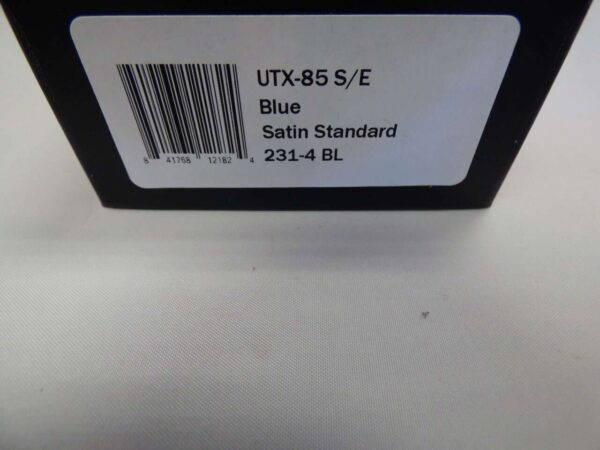 UTX-85 S/E
Blue
Satin Standard
231-4 BL
8 41768 12182 4